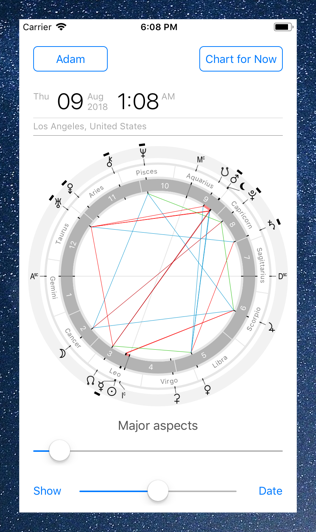 Carrier 6:08 PM
Adam Chart for Now
Thu 09 Aug 2018 1:08 AM
Los Angeles, United States
Pisces
Aries
Aquarius
Taurus
Capricorn
Gemini
Sagittarius
Cancer
Scorpio
Leo
Virgo
Libra
Mc
Ac
Dc
Ic
10
11
9
12
8
1
7
2
6
3
4
5
Major aspects
Show Date